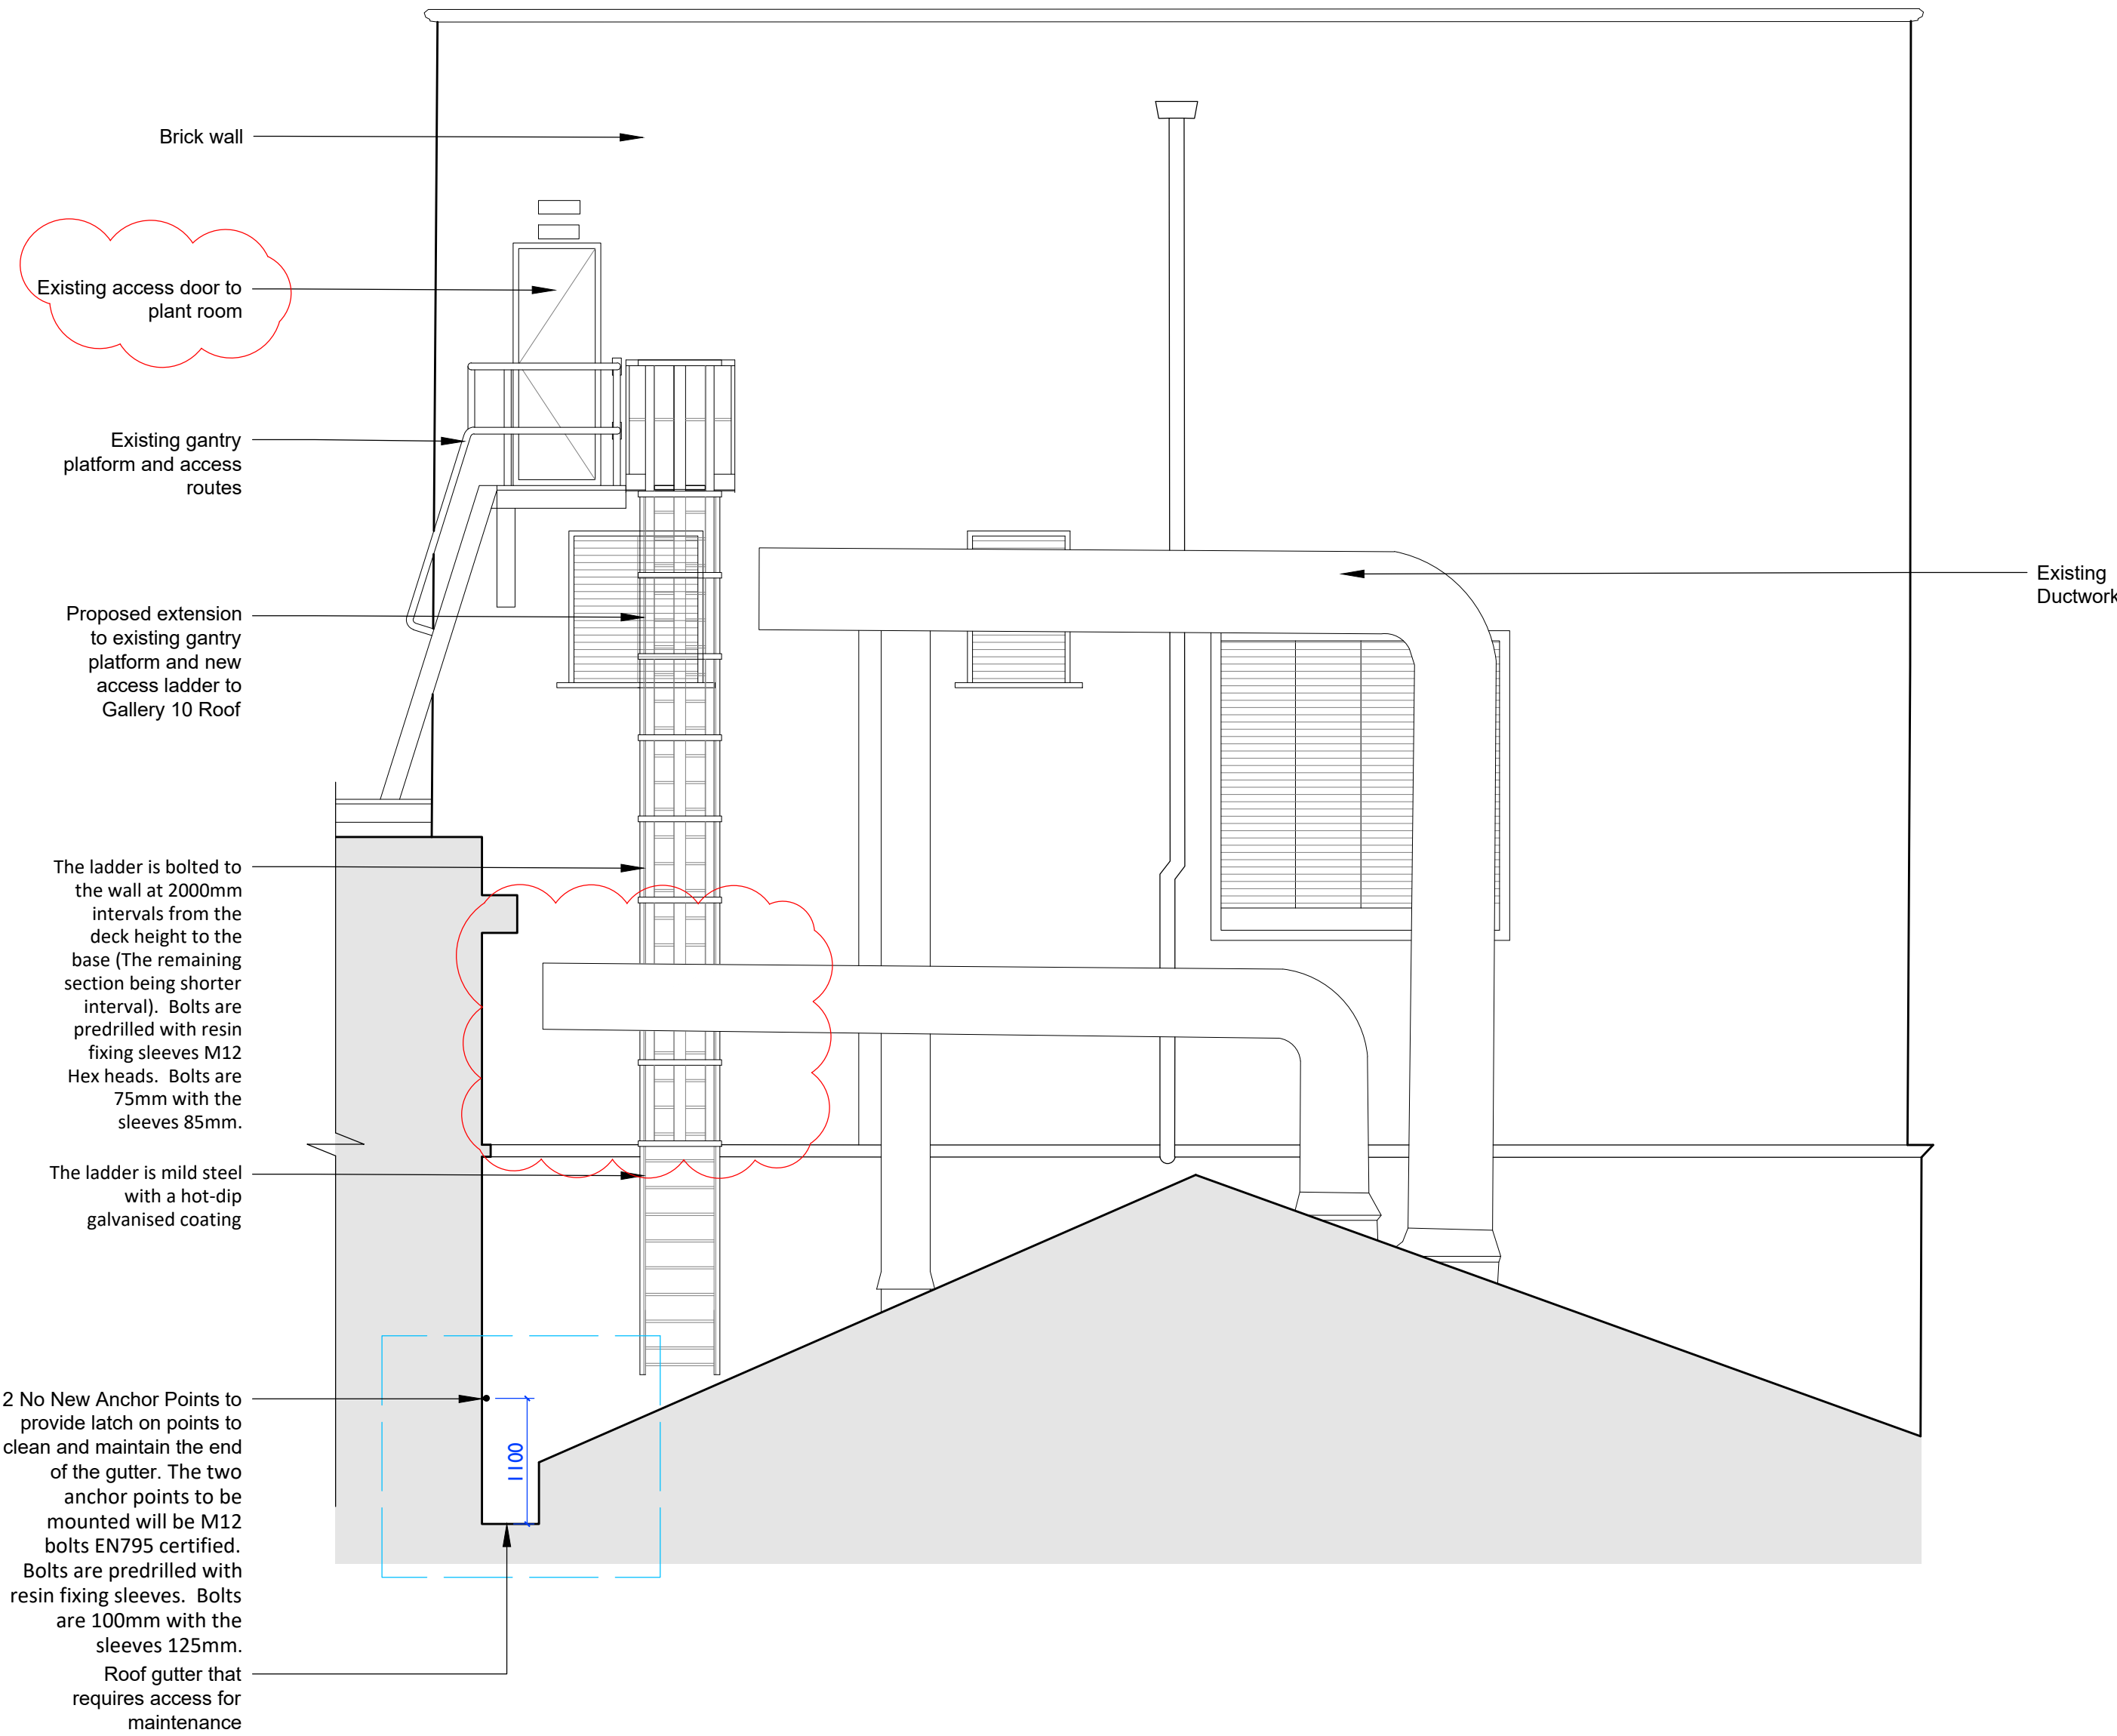 Brick wall
Existing access door to
plant room
Existing gantry
platform and access
routes
Existing
Ductwork
Proposed extension
to existing gantry
platform and new
access ladder to
Gallery 10 Roof
The ladder is bolted to
the wall at 2000mm
intervals from the
deck height to the
base (The remaining
section being shorter
interval).  Bolts are
predrilled with resin
fixing sleeves M12
Hex heads.  Bolts are
75mm with the
sleeves 85mm.
The ladder is mild steel
with a hot-dip
galvanised coating
2 No New Anchor Points to
provide latch on points to
clean and maintain the end
of the gutter. The two
anchor points to be
mounted will be M12
bolts EN795 certified.
Bolts are predrilled with
resin fixing sleeves.  Bolts
are 100mm with the
sleeves 125mm.
1100
Roof gutter that
requires access for
maintenance